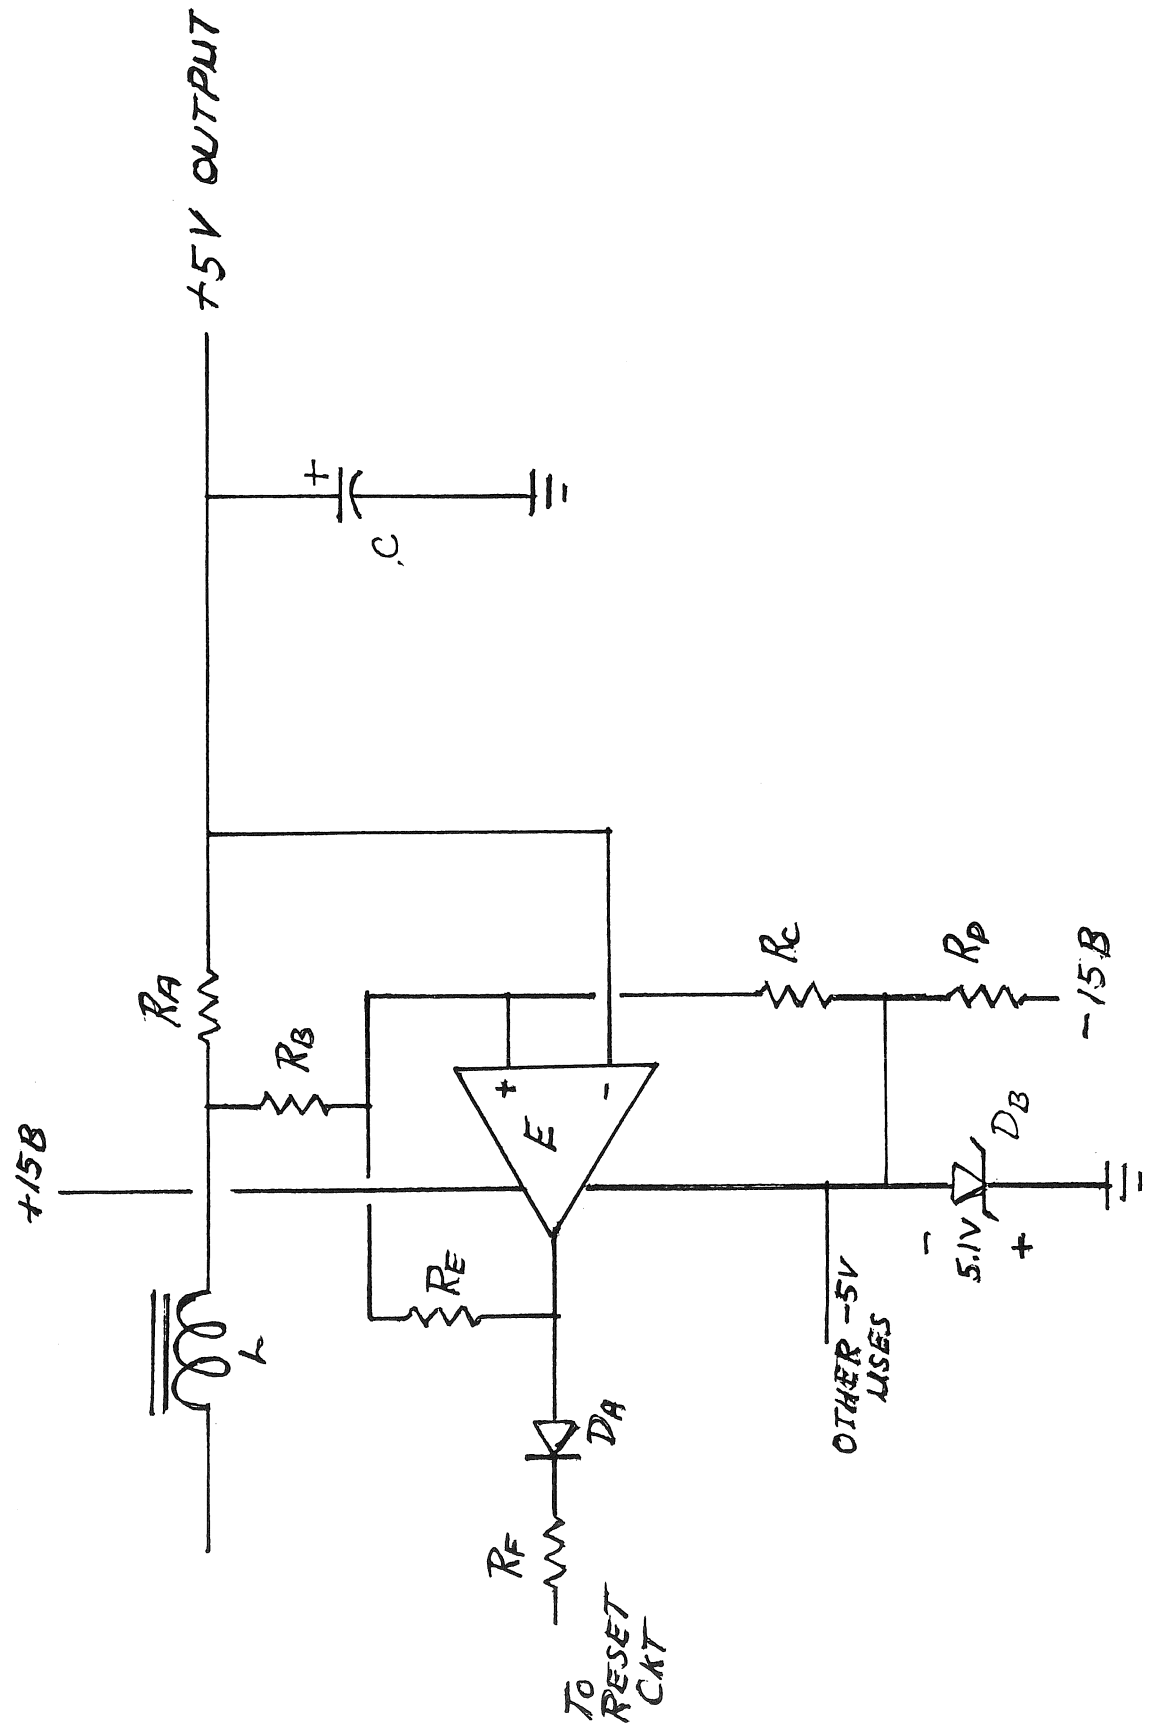 +15B
RA
+5V OUTPUT
L
RB
+
C
RE
+
E
-
RF
DA
TO
RESET
CKT
RC
OTHER -5V
USES
-
5.1V
+
DB
RD
-15B